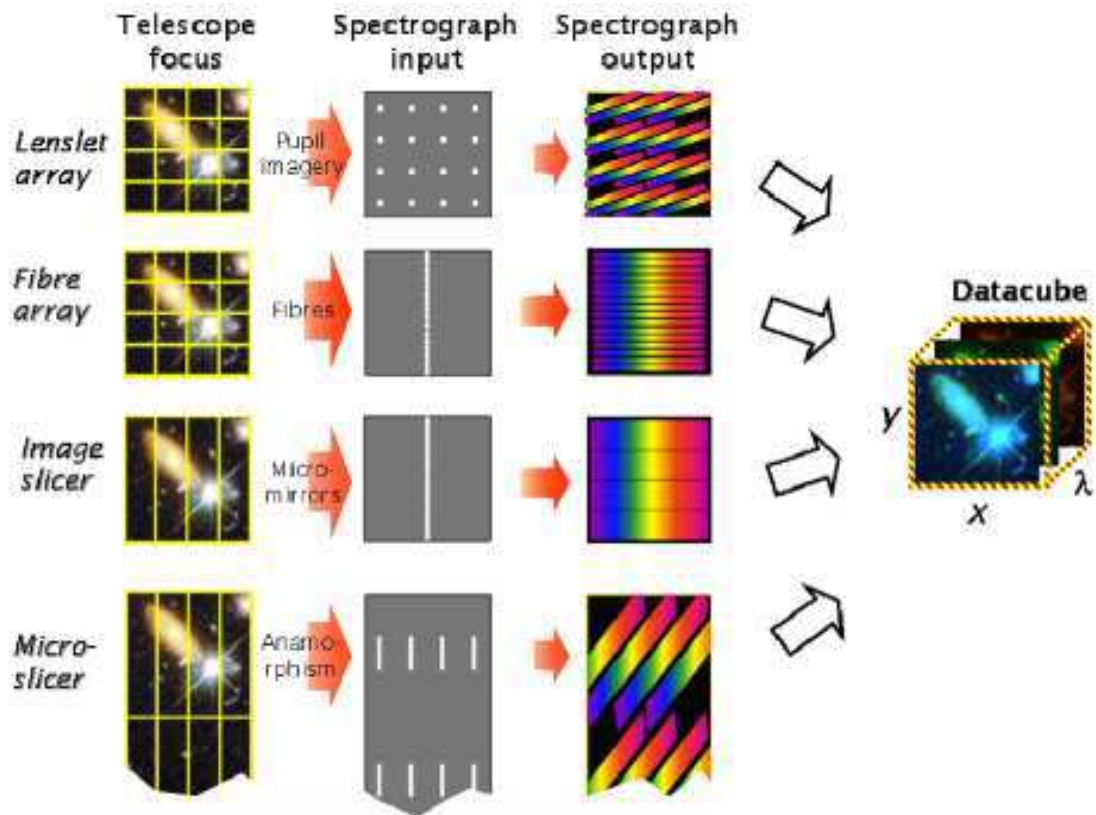 Telescope
focus
Spectrograph
input
Spectrograph
output
Lenslet
array
Pupil
imagery
Fibre
array
Fibres
Image
slicer
Micro-
mirrors
Micro-
slicer
Anamo-
rphism
Datacube
y
x
λ